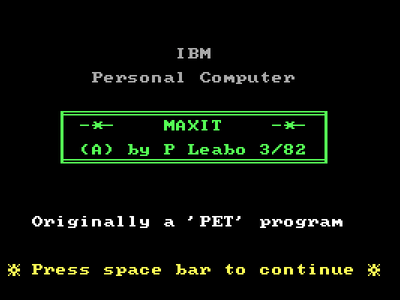 IBM
Personal Computer
-*- MAXIT -*-
(A) by P Leabo 3/82
Originally a 'PET' program
※ Press space bar to continue ※